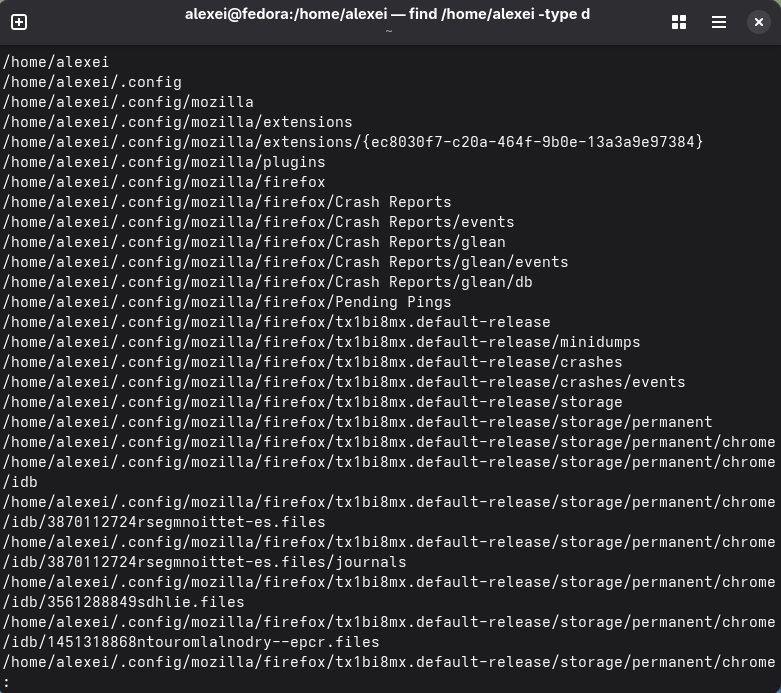 alexei@fedora:/home/alexei — find /home/alexei -type d
~
/home/alexei
/home/alexei/.config
/home/alexei/.config/mozilla
/home/alexei/.config/mozilla/extensions
/home/alexei/.config/mozilla/extensions/{ec8030f7-c20a-464f-9b0e-13a3a9e97384}
/home/alexei/.config/mozilla/plugins
/home/alexei/.config/mozilla/firefox
/home/alexei/.config/mozilla/firefox/Crash Reports
/home/alexei/.config/mozilla/firefox/Crash Reports/events
/home/alexei/.config/mozilla/firefox/Crash Reports/glean
/home/alexei/.config/mozilla/firefox/Crash Reports/glean/events
/home/alexei/.config/mozilla/firefox/Crash Reports/glean/db
/home/alexei/.config/mozilla/firefox/Pending Pings
/home/alexei/.config/mozilla/firefox/tx1bi8mx.default-release
/home/alexei/.config/mozilla/firefox/tx1bi8mx.default-release/minidumps
/home/alexei/.config/mozilla/firefox/tx1bi8mx.default-release/crashes
/home/alexei/.config/mozilla/firefox/tx1bi8mx.default-release/crashes/events
/home/alexei/.config/mozilla/firefox/tx1bi8mx.default-release/storage
/home/alexei/.config/mozilla/firefox/tx1bi8mx.default-release/storage/permanent
/home/alexei/.config/mozilla/firefox/tx1bi8mx.default-release/storage/permanent/chrome
/home/alexei/.config/mozilla/firefox/tx1bi8mx.default-release/storage/permanent/chrome
/idb
/home/alexei/.config/mozilla/firefox/tx1bi8mx.default-release/storage/permanent/chrome
/idb/3870112724rsegmnoittet-es.files
/home/alexei/.config/mozilla/firefox/tx1bi8mx.default-release/storage/permanent/chrome
/idb/3870112724rsegmnoittet-es.files/journals
/home/alexei/.config/mozilla/firefox/tx1bi8mx.default-release/storage/permanent/chrome
/idb/3561288849sdhlie.files
/home/alexei/.config/mozilla/firefox/tx1bi8mx.default-release/storage/permanent/chrome
/idb/1451318868ntouromlalnodry--epcr.files
/home/alexei/.config/mozilla/firefox/tx1bi8mx.default-release/storage/permanent/chrome
: